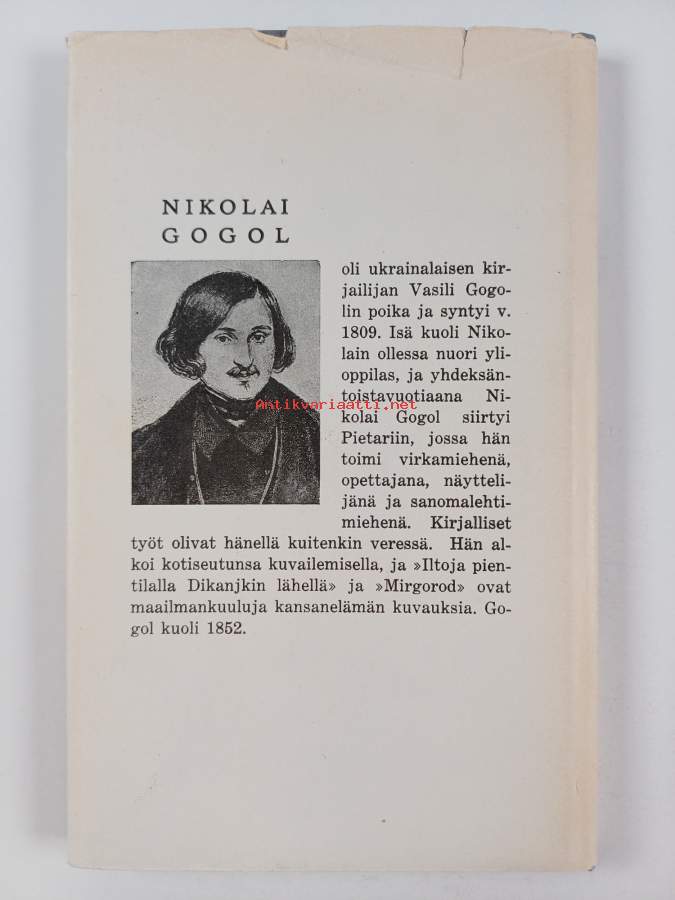 NIKOLAI
GOGOL
oli ukrainalaisen kir-
jailijan Vasili Gogo-
lin poika ja syntyi v.
1809. Isä kuoli Niko-
lain ollessa nuori yli-
oppilas, ja yhdeksän-
toistavuotiaana Ni-
kolai Gogol siirtyi
Pietariin, jossa hän
toimi virkamiehenä,
opettajana, näytteli-
jänä ja sanomalehti-
miehenä. Kirjalliset
työt olivat hänellä kuitenkin veressä. Hän al-
koi kotiseutunsa kuvailemisella, ja »Iltoja pien-
tilalla Dikanjkin lähellä» ja »Mirgorod» ovat
maailmankuuluja kansanelämän kuvauksia. Go-
gol kuoli 1852.
Antikvariaatti.net